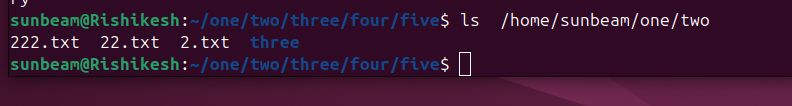 ry
sunbeam@Rishikesh:~/one/two/three/four/five$ ls  /home/sunbeam/one/two
222.txt  22.txt  2.txt  three
sunbeam@Rishikesh:~/one/two/three/four/five$